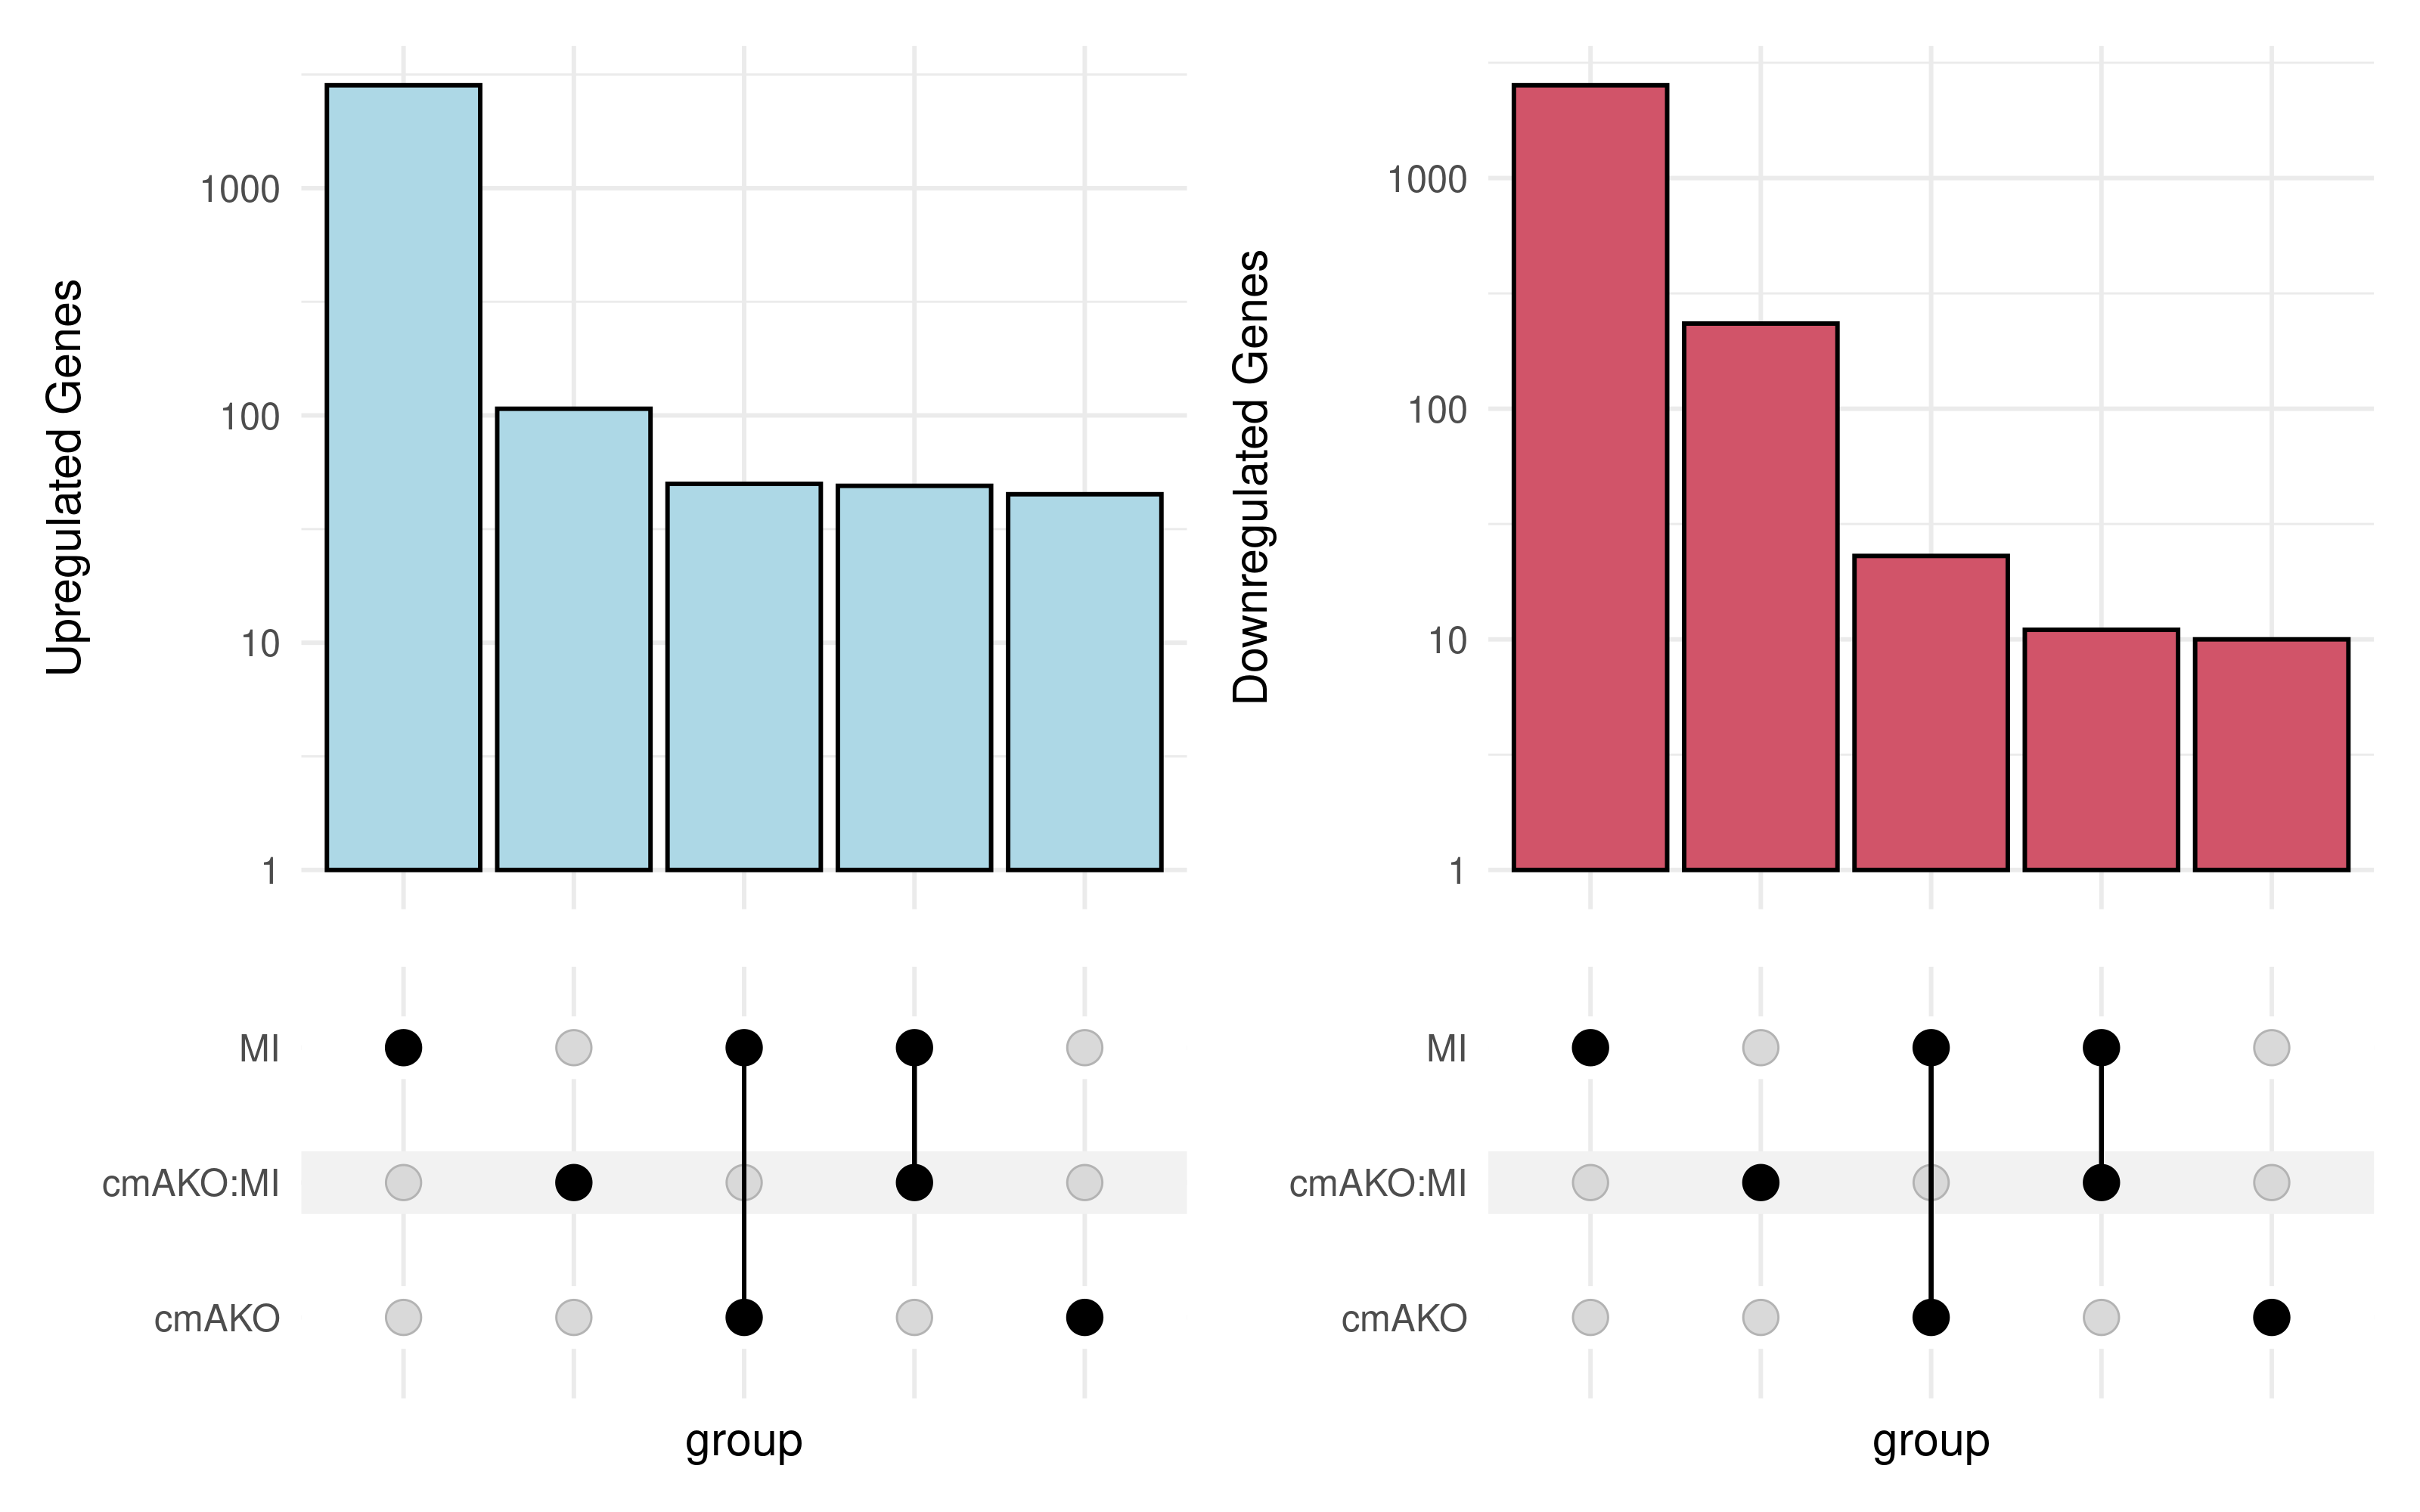 Upregulated Genes
1000
100
10
1
MI
cmAKO:MI
cmAKO
group
Downregulated Genes
1000
100
10
1
MI
cmAKO:MI
cmAKO
group